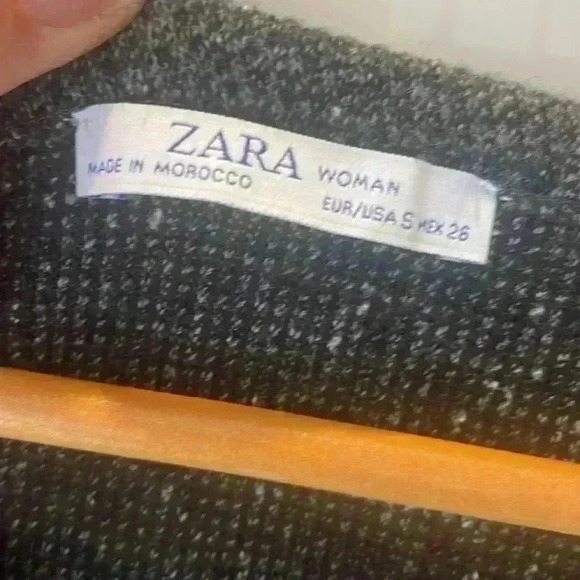 ZARA WOMAN
MADE IN MOROCCO
EUR/USA S MEX 26